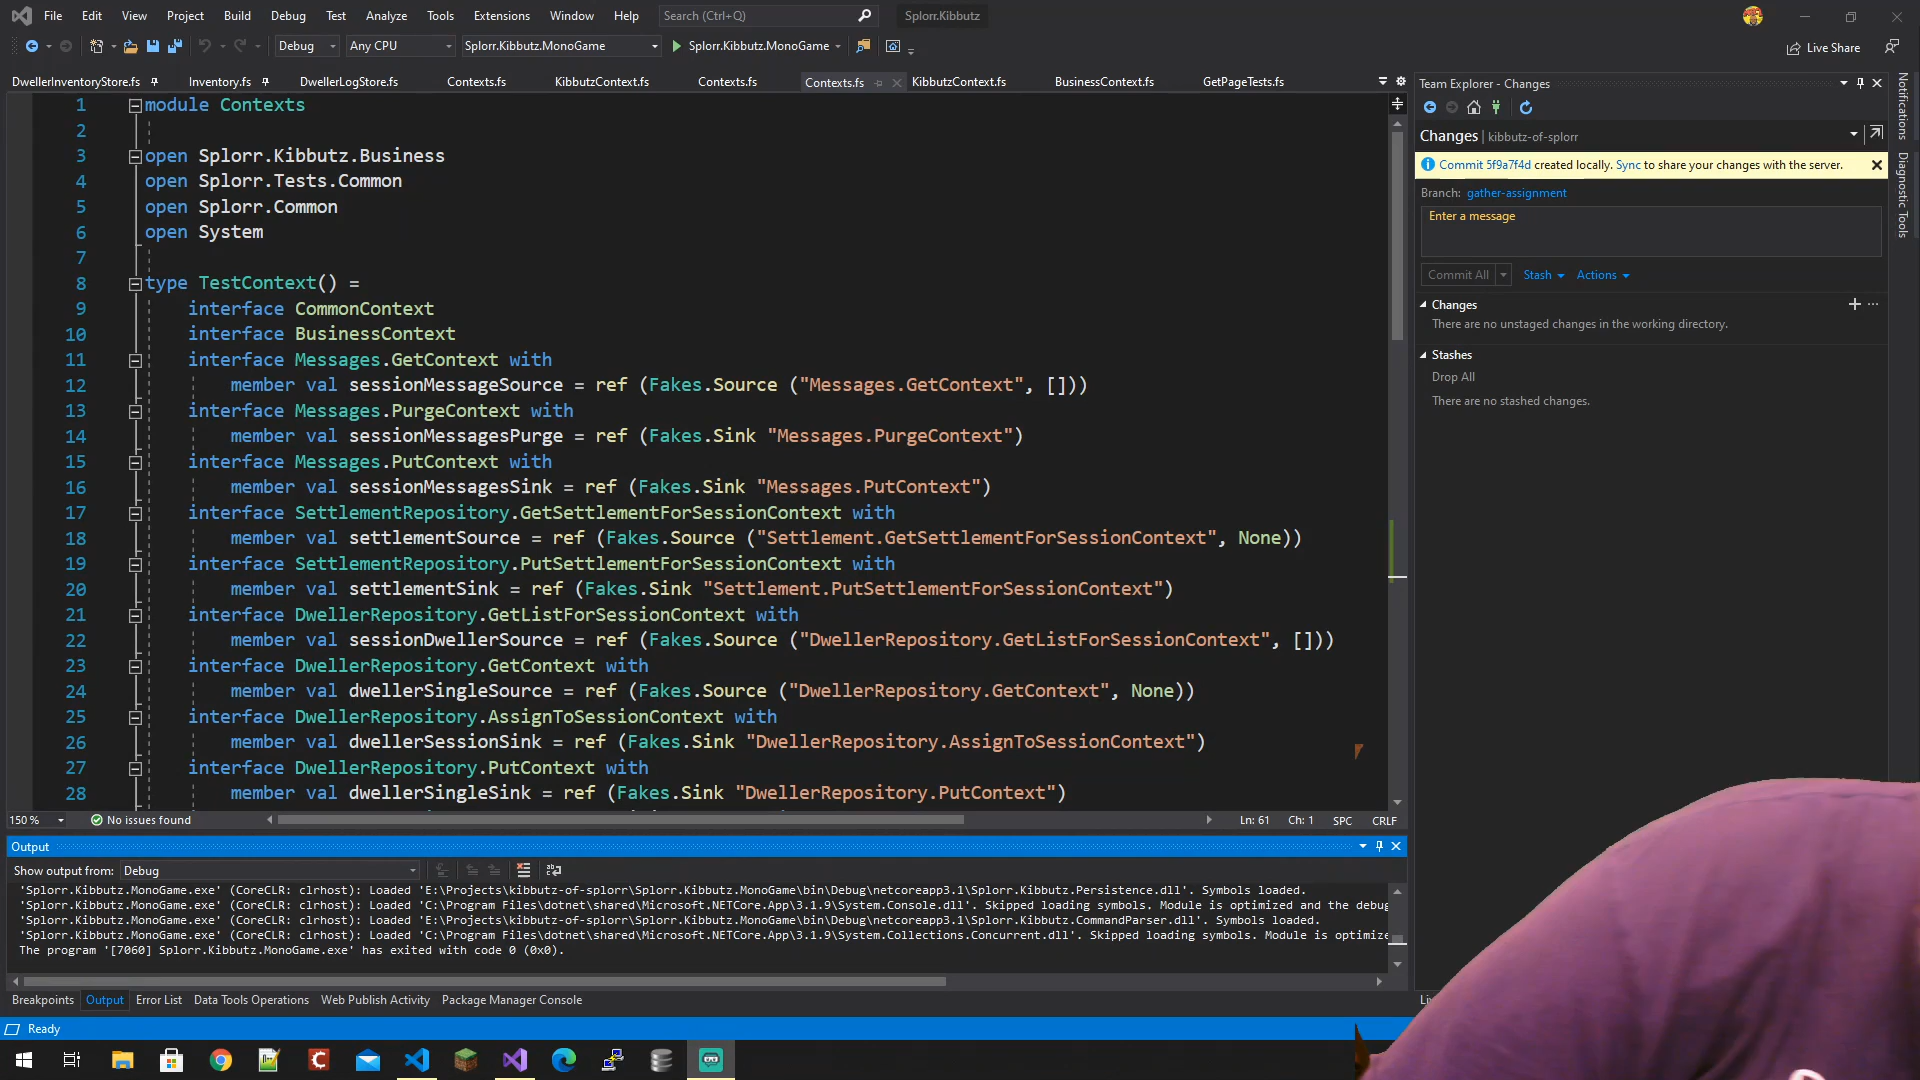 File Edit View Project Build Debug Test Analyze Tools Extensions Window Help Search (Ctrl+Q) Splorr.Kibbutz
Debug Any CPU Splorr.Kibbutz.MonoGame Splorr.Kibbutz.MonoGame Live Share
DwellerInventoryStore.fs Inventory.fs DwellerLogStore.fs Contexts.fs KibbutzContext.fs Contexts.fs Contexts.fs KibbutzContext.fs BusinessContext.fs GetPageTests.fs
1 module Contexts
2
3 open Splorr.Kibbutz.Business
4 open Splorr.Tests.Common
5 open Splorr.Common
6 open System
7
8 type TestContext() =
9 interface CommonContext
10 interface BusinessContext
11 interface Messages.GetContext with
12 member val sessionMessageSource = ref (Fakes.Source ("Messages.GetContext", []))
13 interface Messages.PurgeContext with
14 member val sessionMessagesPurge = ref (Fakes.Sink "Messages.PurgeContext")
15 interface Messages.PutContext with
16 member val sessionMessagesSink = ref (Fakes.Sink "Messages.PutContext")
17 interface SettlementRepository.GetSettlementForSessionContext with
18 member val settlementSource = ref (Fakes.Source ("Settlement.GetSettlementForSessionContext", None))
19 interface SettlementRepository.PutSettlementForSessionContext with
20 member val settlementSink = ref (Fakes.Sink "Settlement.PutSettlementForSessionContext")
21 interface DwellerRepository.GetListForSessionContext with
22 member val sessionDwellerSource = ref (Fakes.Source ("DwellerRepository.GetListForSessionContext", []))
23 interface DwellerRepository.GetContext with
24 member val dwellerSingleSource = ref (Fakes.Source ("DwellerRepository.GetContext", None))
25 interface DwellerRepository.AssignToSessionContext with
26 member val dwellerSessionSink = ref (Fakes.Sink "DwellerRepository.AssignToSessionContext")
27 interface DwellerRepository.PutContext with
28 member val dwellerSingleSink = ref (Fakes.Sink "DwellerRepository.PutContext")
150 % No issues found Ln: 61 Ch: 1 SPC CRLF
Output
Show output from: Debug
'Splorr.Kibbutz.MonoGame.exe' (CoreCLR: clrhost): Loaded 'E:\Projects\kibbutz-of-splorr\Splorr.Kibbutz.MonoGame\bin\Debug\netcoreapp3.1\Splorr.Kibbutz.Persistence.dll'. Symbols loaded.
'Splorr.Kibbutz.MonoGame.exe' (CoreCLR: clrhost): Loaded 'C:\Program Files\dotnet\shared\Microsoft.NETCore.App\3.1.9\System.Console.dll'. Skipped loading symbols. Module is optimized and the debug
'Splorr.Kibbutz.MonoGame.exe' (CoreCLR: clrhost): Loaded 'E:\Projects\kibbutz-of-splorr\Splorr.Kibbutz.MonoGame\bin\Debug\netcoreapp3.1\Splorr.Kibbutz.CommandParser.dll'. Symbols loaded.
'Splorr.Kibbutz.MonoGame.exe' (CoreCLR: clrhost): Loaded 'C:\Program Files\dotnet\shared\Microsoft.NETCore.App\3.1.9\System.Collections.Concurrent.dll'. Skipped loading symbols. Module is optimize
The program '[7060] Splorr.Kibbutz.MonoGame.exe' has exited with code 0 (0x0).
Breakpoints Output Error List Data Tools Operations Web Publish Activity Package Manager Console
Ready
Team Explorer - Changes
Changes | kibbutz-of-splorr
Commit 5f9a7f4d created locally. Sync to share your changes with the server.
Branch: gather-assignment
Enter a message
Commit All Stash Actions
Changes
There are no unstaged changes in the working directory.
Stashes
Drop All
There are no stashed changes.
Notifications
Diagnostic Tools